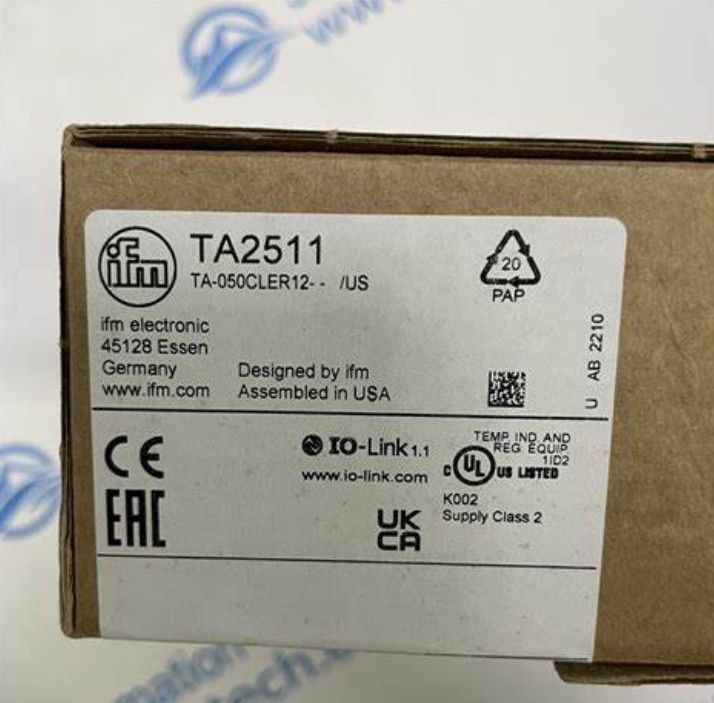 ifm
TA2511
TA-050CLER12- - /US
20
PAP
ifm electronic
45128 Essen
Germany
www.ifm.com
Designed by ifm
Assembled in USA
U AB 2210
CE
EAC
IO-Link 1.1
www.io-link.com
UK
CA
TEMP. IND. AND
REG. EQUIP.
1ID2
C UL US LISTED
K002
Supply Class 2